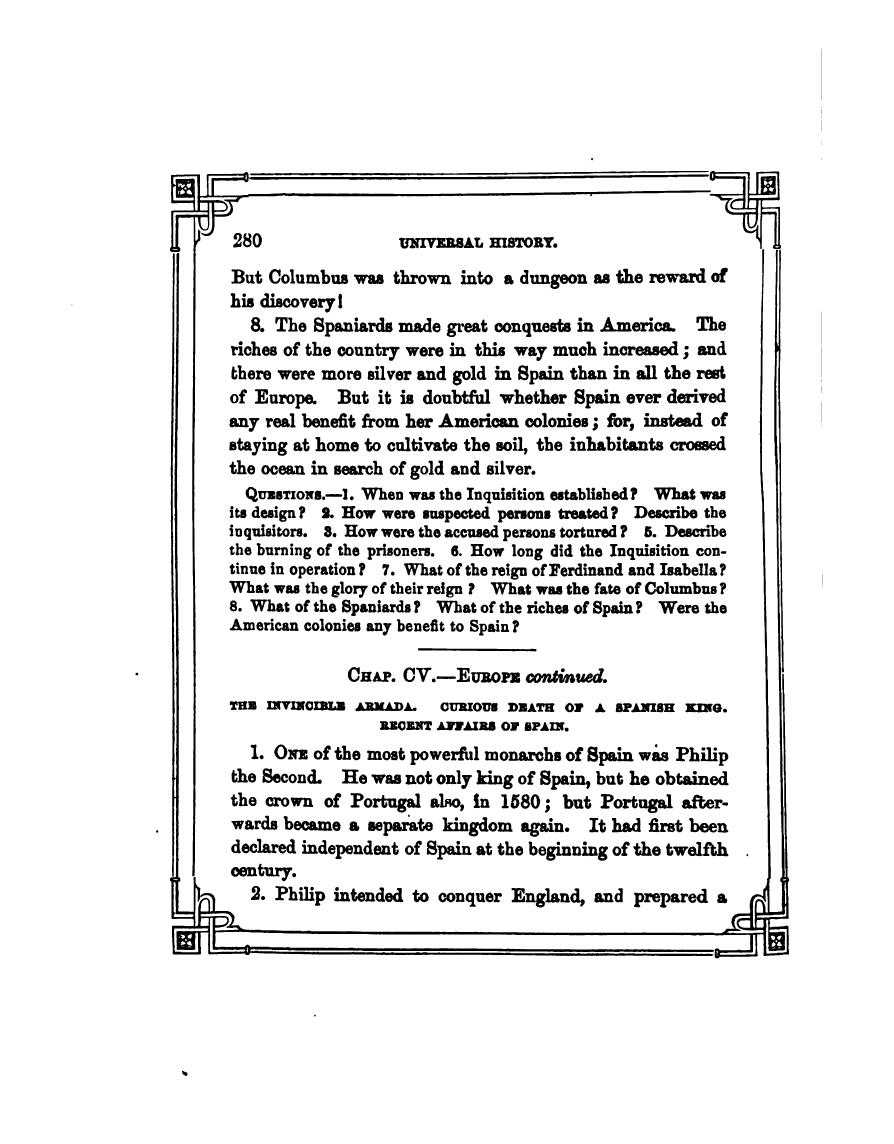 280 UNIVERSAL HISTORY.
But Columbus was thrown into a dungeon as the reward of
his discovery!
8. The Spaniards made great conquests in America. The
riches of the country were in this way much increased; and
there were more silver and gold in Spain than in all the rest
of Europe. But it is doubtful whether Spain ever derived
any real benefit from her American colonies; for, instead of
staying at home to cultivate the soil, the inhabitants crossed
the ocean in search of gold and silver.
QUESTIONS.—1. When was the Inquisition established? What was
its design? 2. How were suspected persons treated? Describe the
inquisitors. 3. How were the accused persons tortured? 5. Describe
the burning of the prisoners. 6. How long did the Inquisition con-
tinue in operation? 7. What of the reign of Ferdinand and Isabella?
What was the glory of their reign? What was the fate of Columbus?
8. What of the Spaniards? What of the riches of Spain? Were the
American colonies any benefit to Spain?
CHAP. CV.—EUROPE continued.
THE INVINCIBLE ARMADA. CURIOUS DEATH OF A SPANISH KING.
RECENT AFFAIRS OF SPAIN.
1. ONE of the most powerful monarchs of Spain was Philip
the Second. He was not only king of Spain, but he obtained
the crown of Portugal also, in 1580; but Portugal after-
wards became a separate kingdom again. It had first been
declared independent of Spain at the beginning of the twelfth
century.
2. Philip intended to conquer England, and prepared a